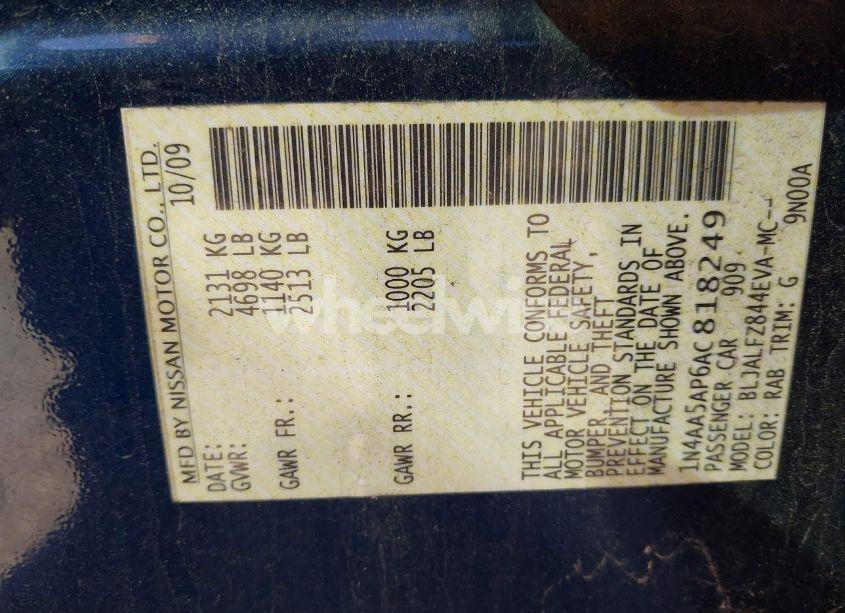 MFD BY NISSAN MOTOR CO., LTD.
10/09
DATE:
GVWR: 2131 KG
4698 LB
GAWR FR.: 1140 KG
2513 LB
GAWR RR.: 1000 KG
2205 LB
THIS VEHICLE CONFORMS TO
ALL APPLICABLE FEDERAL
MOTOR VEHICLE SAFETY,
BUMPER, AND THEFT
PREVENTION STANDARDS IN
EFFECT ON THE DATE OF
MANUFACTURE SHOWN ABOVE.
1N4AA5AP6AC818249
PASSENGER CAR 909
MODEL: BLJALFZ844EVA-MC--
COLOR: RAB TRIM: G 9N00A